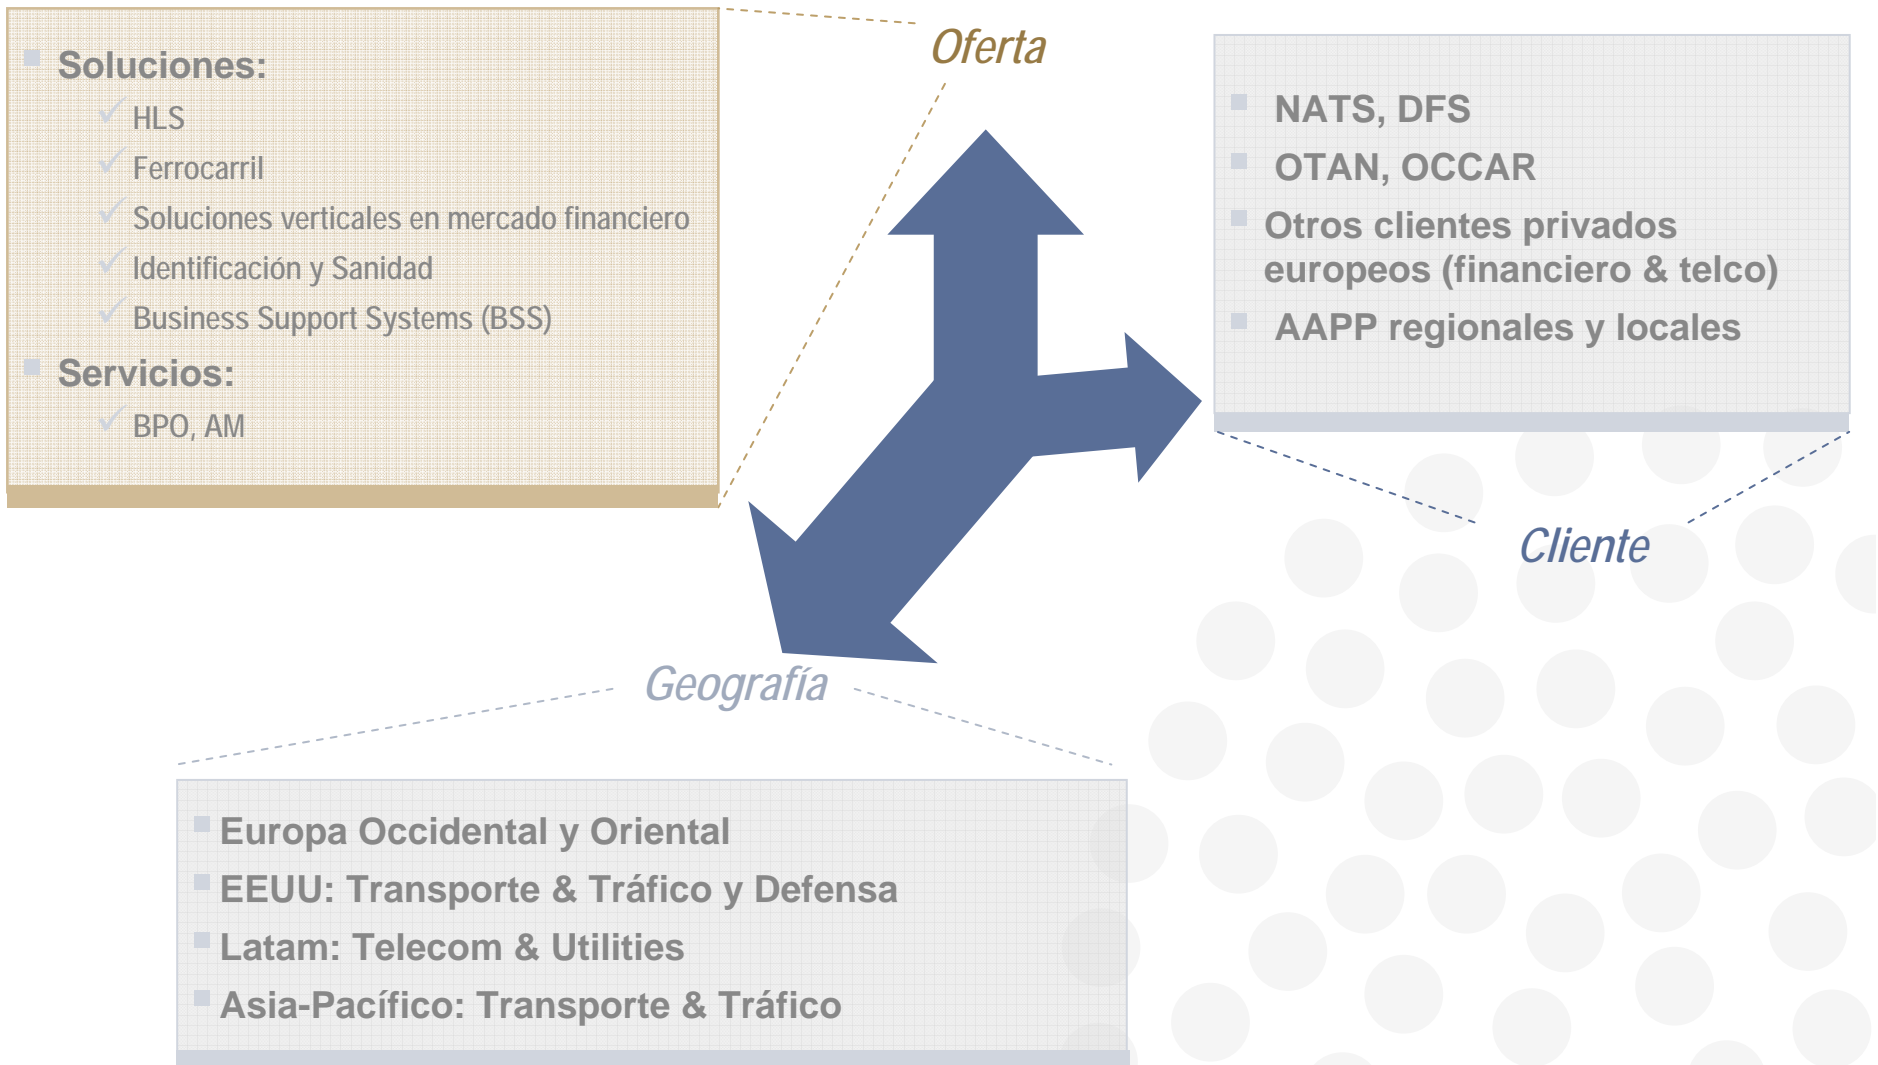 Oferta
Soluciones:
HLS
Ferrocarril
Soluciones verticales en mercado financiero
Identificación y Sanidad
Business Support Systems (BSS)
Servicios:
BPO, AM
NATS, DFS
OTAN, OCCAR
Otros clientes privados
europeos (financiero & telco)
AAPP regionales y locales
Cliente
Geografía
Europa Occidental y Oriental
EEUU: Transporte & Tráfico y Defensa
Latam: Telecom & Utilities
Asia-Pacífico: Transporte & Tráfico